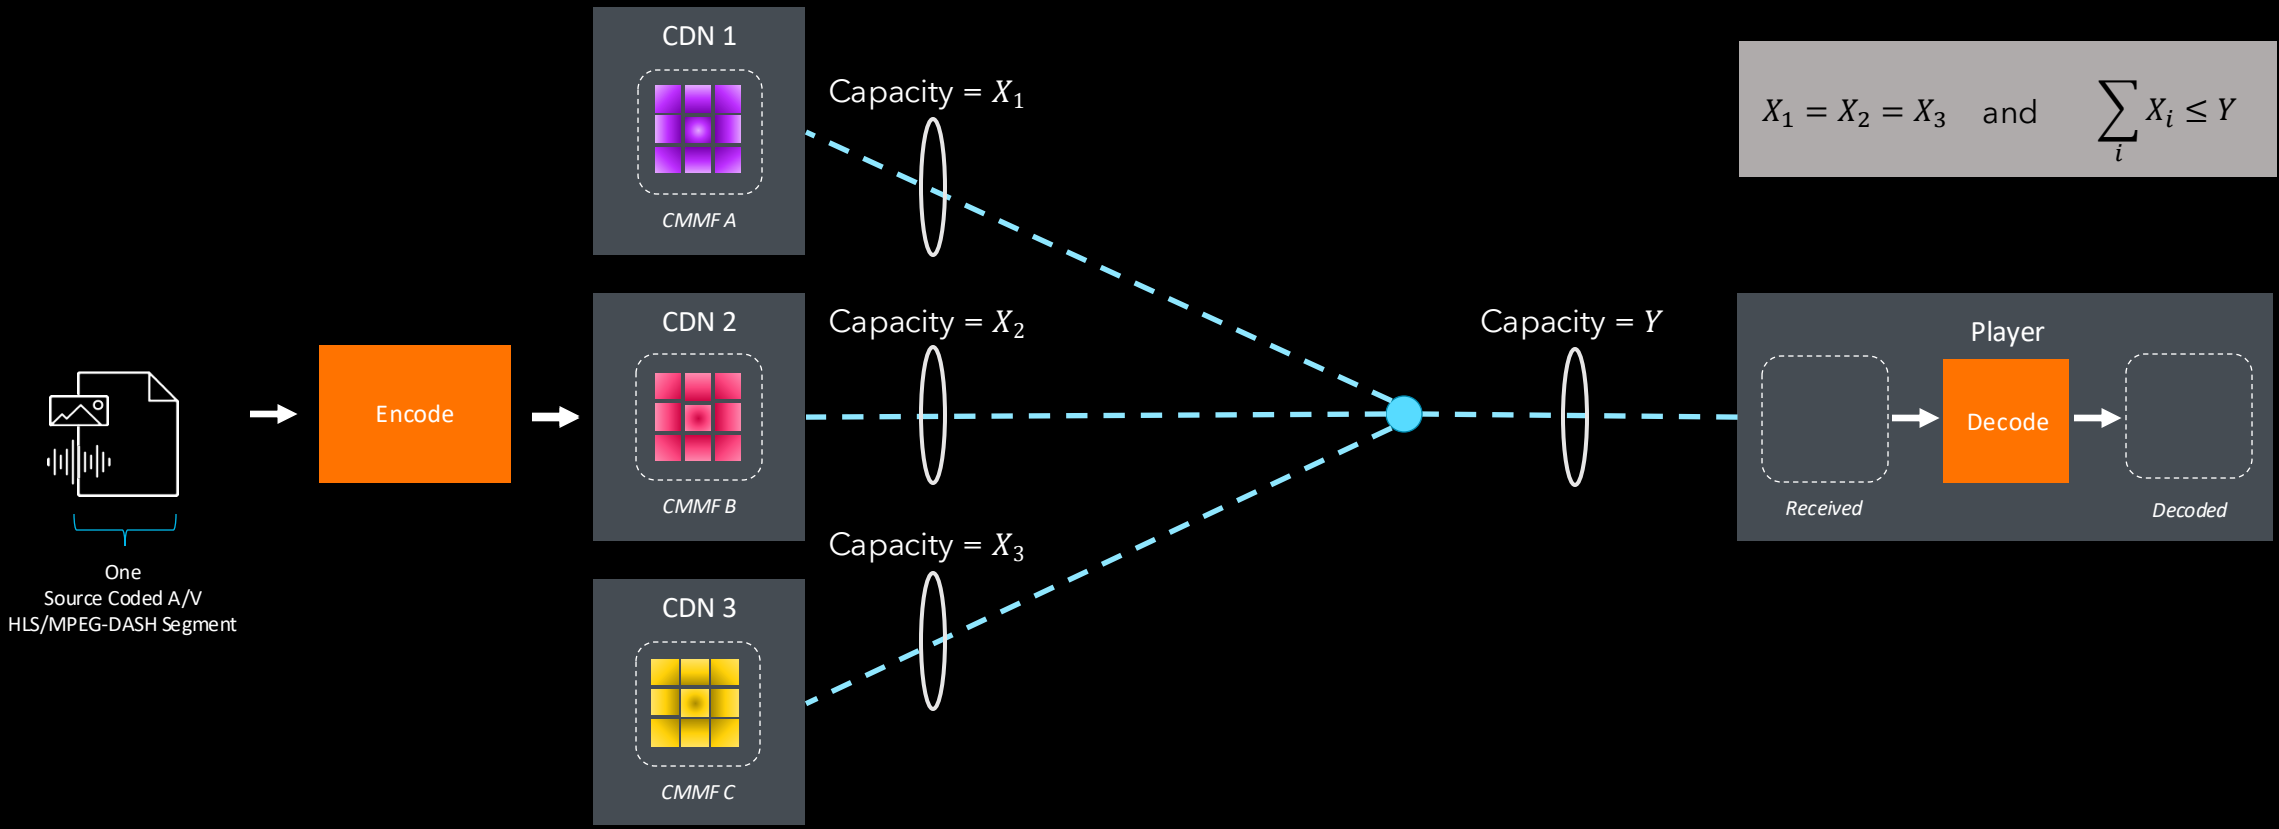 One
Source Coded A/V
HLS/MPEG-DASH Segment
Encode
CDN 1
CMMF A
CDN 2
CMMF B
CDN 3
CMMF C
Capacity = X₁
Capacity = X₂
Capacity = X₃
Capacity = Y
X₁ = X₂ = X₃ and ∑ᵢ Xᵢ ≤ Y
Player
Received
Decode
Decoded